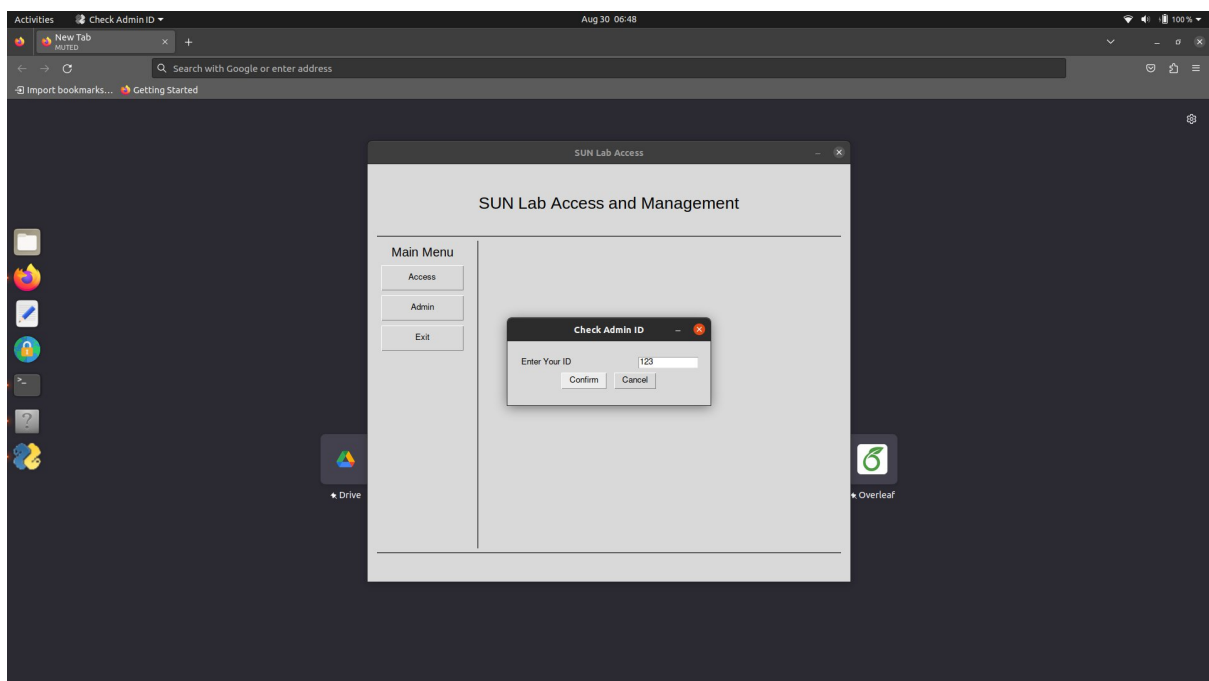 Activities Check Admin ID Aug 30 06:48 100 %
New Tab
MUTED
Search with Google or enter address
Import bookmarks... Getting Started
SUN Lab Access
SUN Lab Access and Management
Main Menu
Access
Admin
Exit
Check Admin ID
Enter Your ID 123
Confirm Cancel
Drive
Overleaf